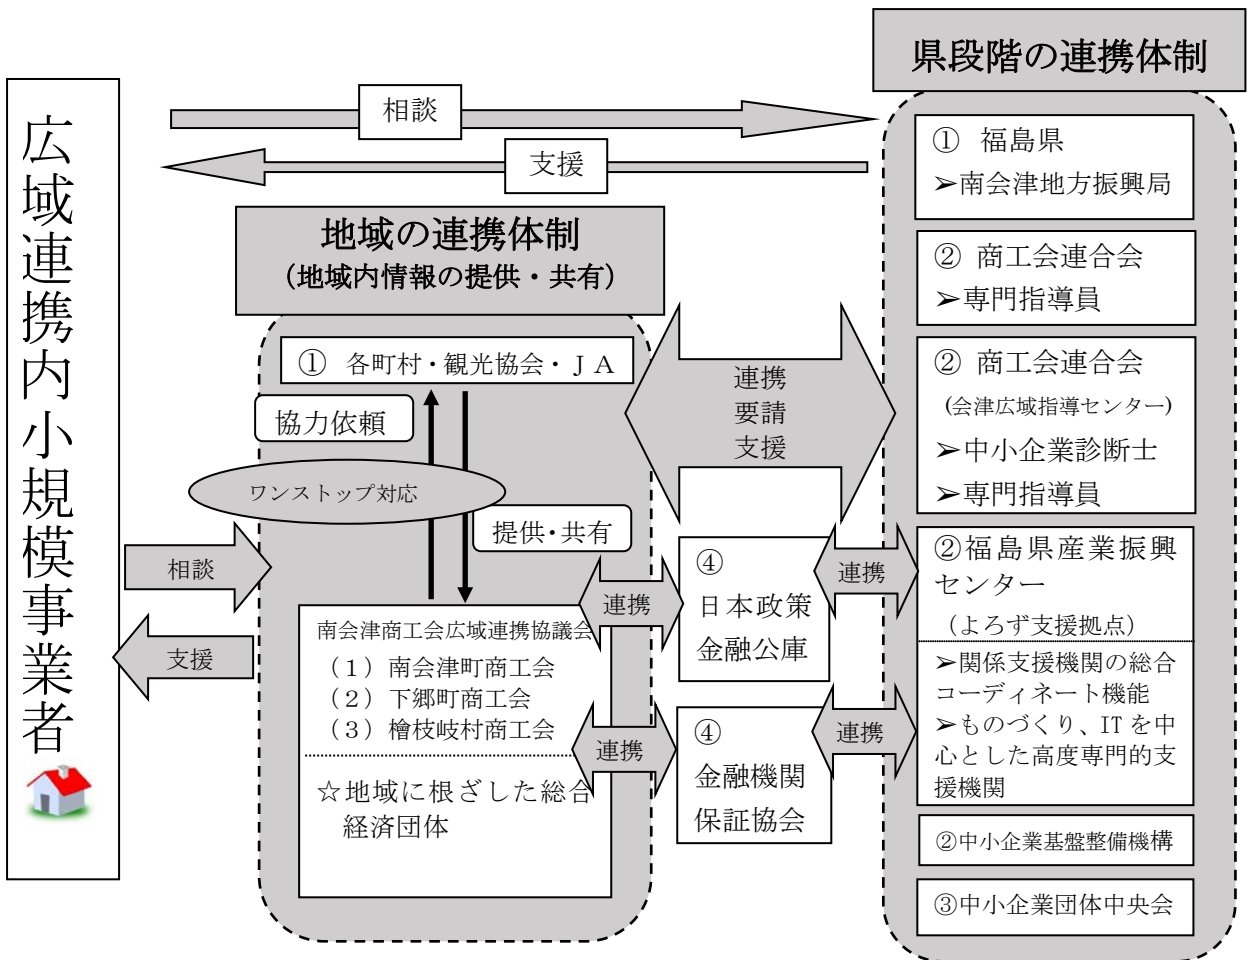 広域連携内小規模事業者
相談
支援
県段階の連携体制
地域の連携体制
（地域内情報の提供・共有）
① 各町村・観光協会・ＪＡ
協力依頼
ワンストップ対応
提供・共有
相談
支援
南会津商工会広域連携協議会
（１）南会津町商工会
（２）下郷町商工会
（３）檜枝岐村商工会
☆地域に根ざした総合
経済団体
連携
要請
支援
連携
④
日本政策
金融公庫
連携
連携
④
金融機関
保証協会
連携
① 福島県
➢南会津地方振興局
② 商工会連合会
➢専門指導員
② 商工会連合会
(会津広域指導センター)
➢中小企業診断士
➢専門指導員
②福島県産業振興
センター
（よろず支援拠点）
➢関係支援機関の総合
コーディネート機能
➢ものづくり、IT を中
心とした高度専門的支
援機関
②中小企業基盤整備機構
③中小企業団体中央会